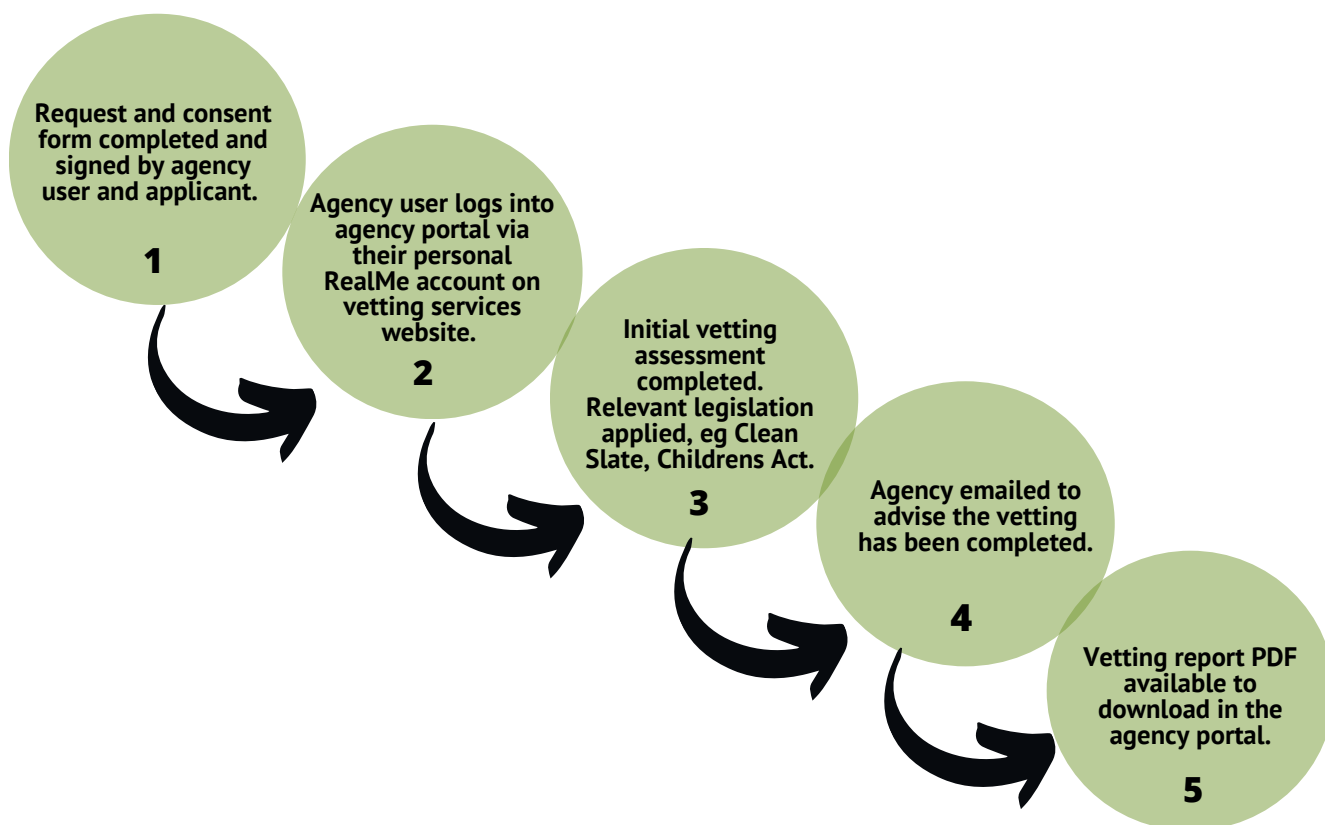 Request and consent
form completed and
signed by agency
user and applicant.
1
Agency user logs into
agency portal via
their personal
RealMe account on
vetting services
website.
2
Initial vetting
assessment
completed.
Relevant legislation
applied, eg Clean
Slate, Childrens Act.
3
Agency emailed to
advise the vetting
has been completed.
4
Vetting report PDF
available to
download in the
agency portal.
5